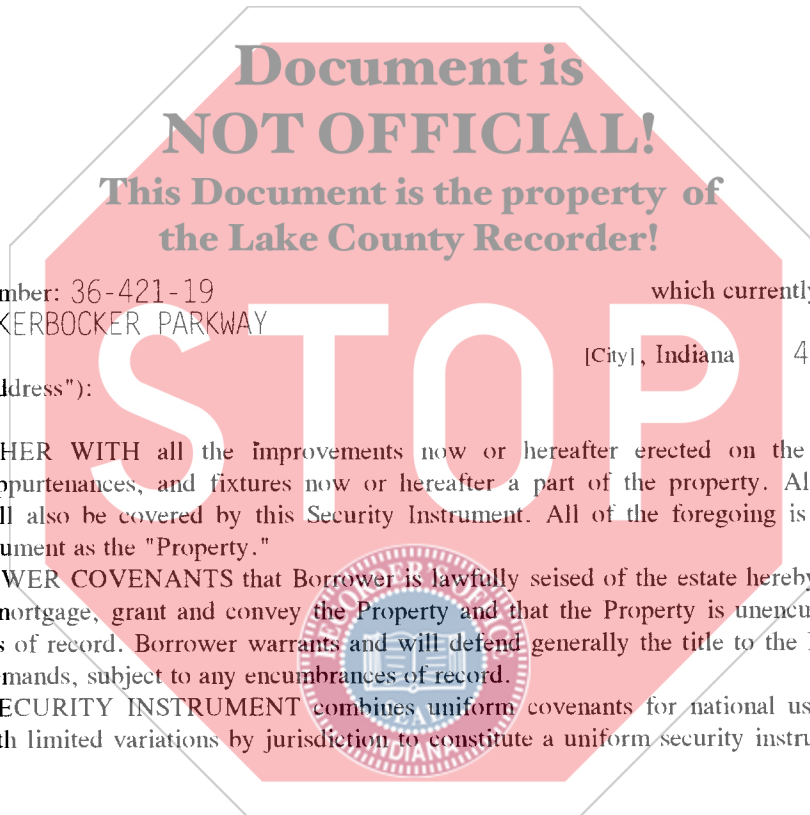 Document is
NOT OFFICIAL!
This Document is the property of
the Lake County Recorder!
mber: 36-421-19 which currently
KERBOCKER PARKWAY
[City], Indiana 4
ddress"):
HER WITH all the improvements now or hereafter erected on the
ppurtenances, and fixtures now or hereafter a part of the property. Al
ll also be covered by this Security Instrument. All of the foregoing is
ument as the "Property."
WER COVENANTS that Borrower is lawfully seised of the estate hereby
mortgage, grant and convey the Property and that the Property is unencu
s of record. Borrower warrants and will defend generally the title to the
mands, subject to any encumbrances of record.
ECURITY INSTRUMENT combines uniform covenants for national us
th limited variations by jurisdiction to constitute a uniform security instru
STOP
RECORDER'S OFFICE
SEAL
INDIANA